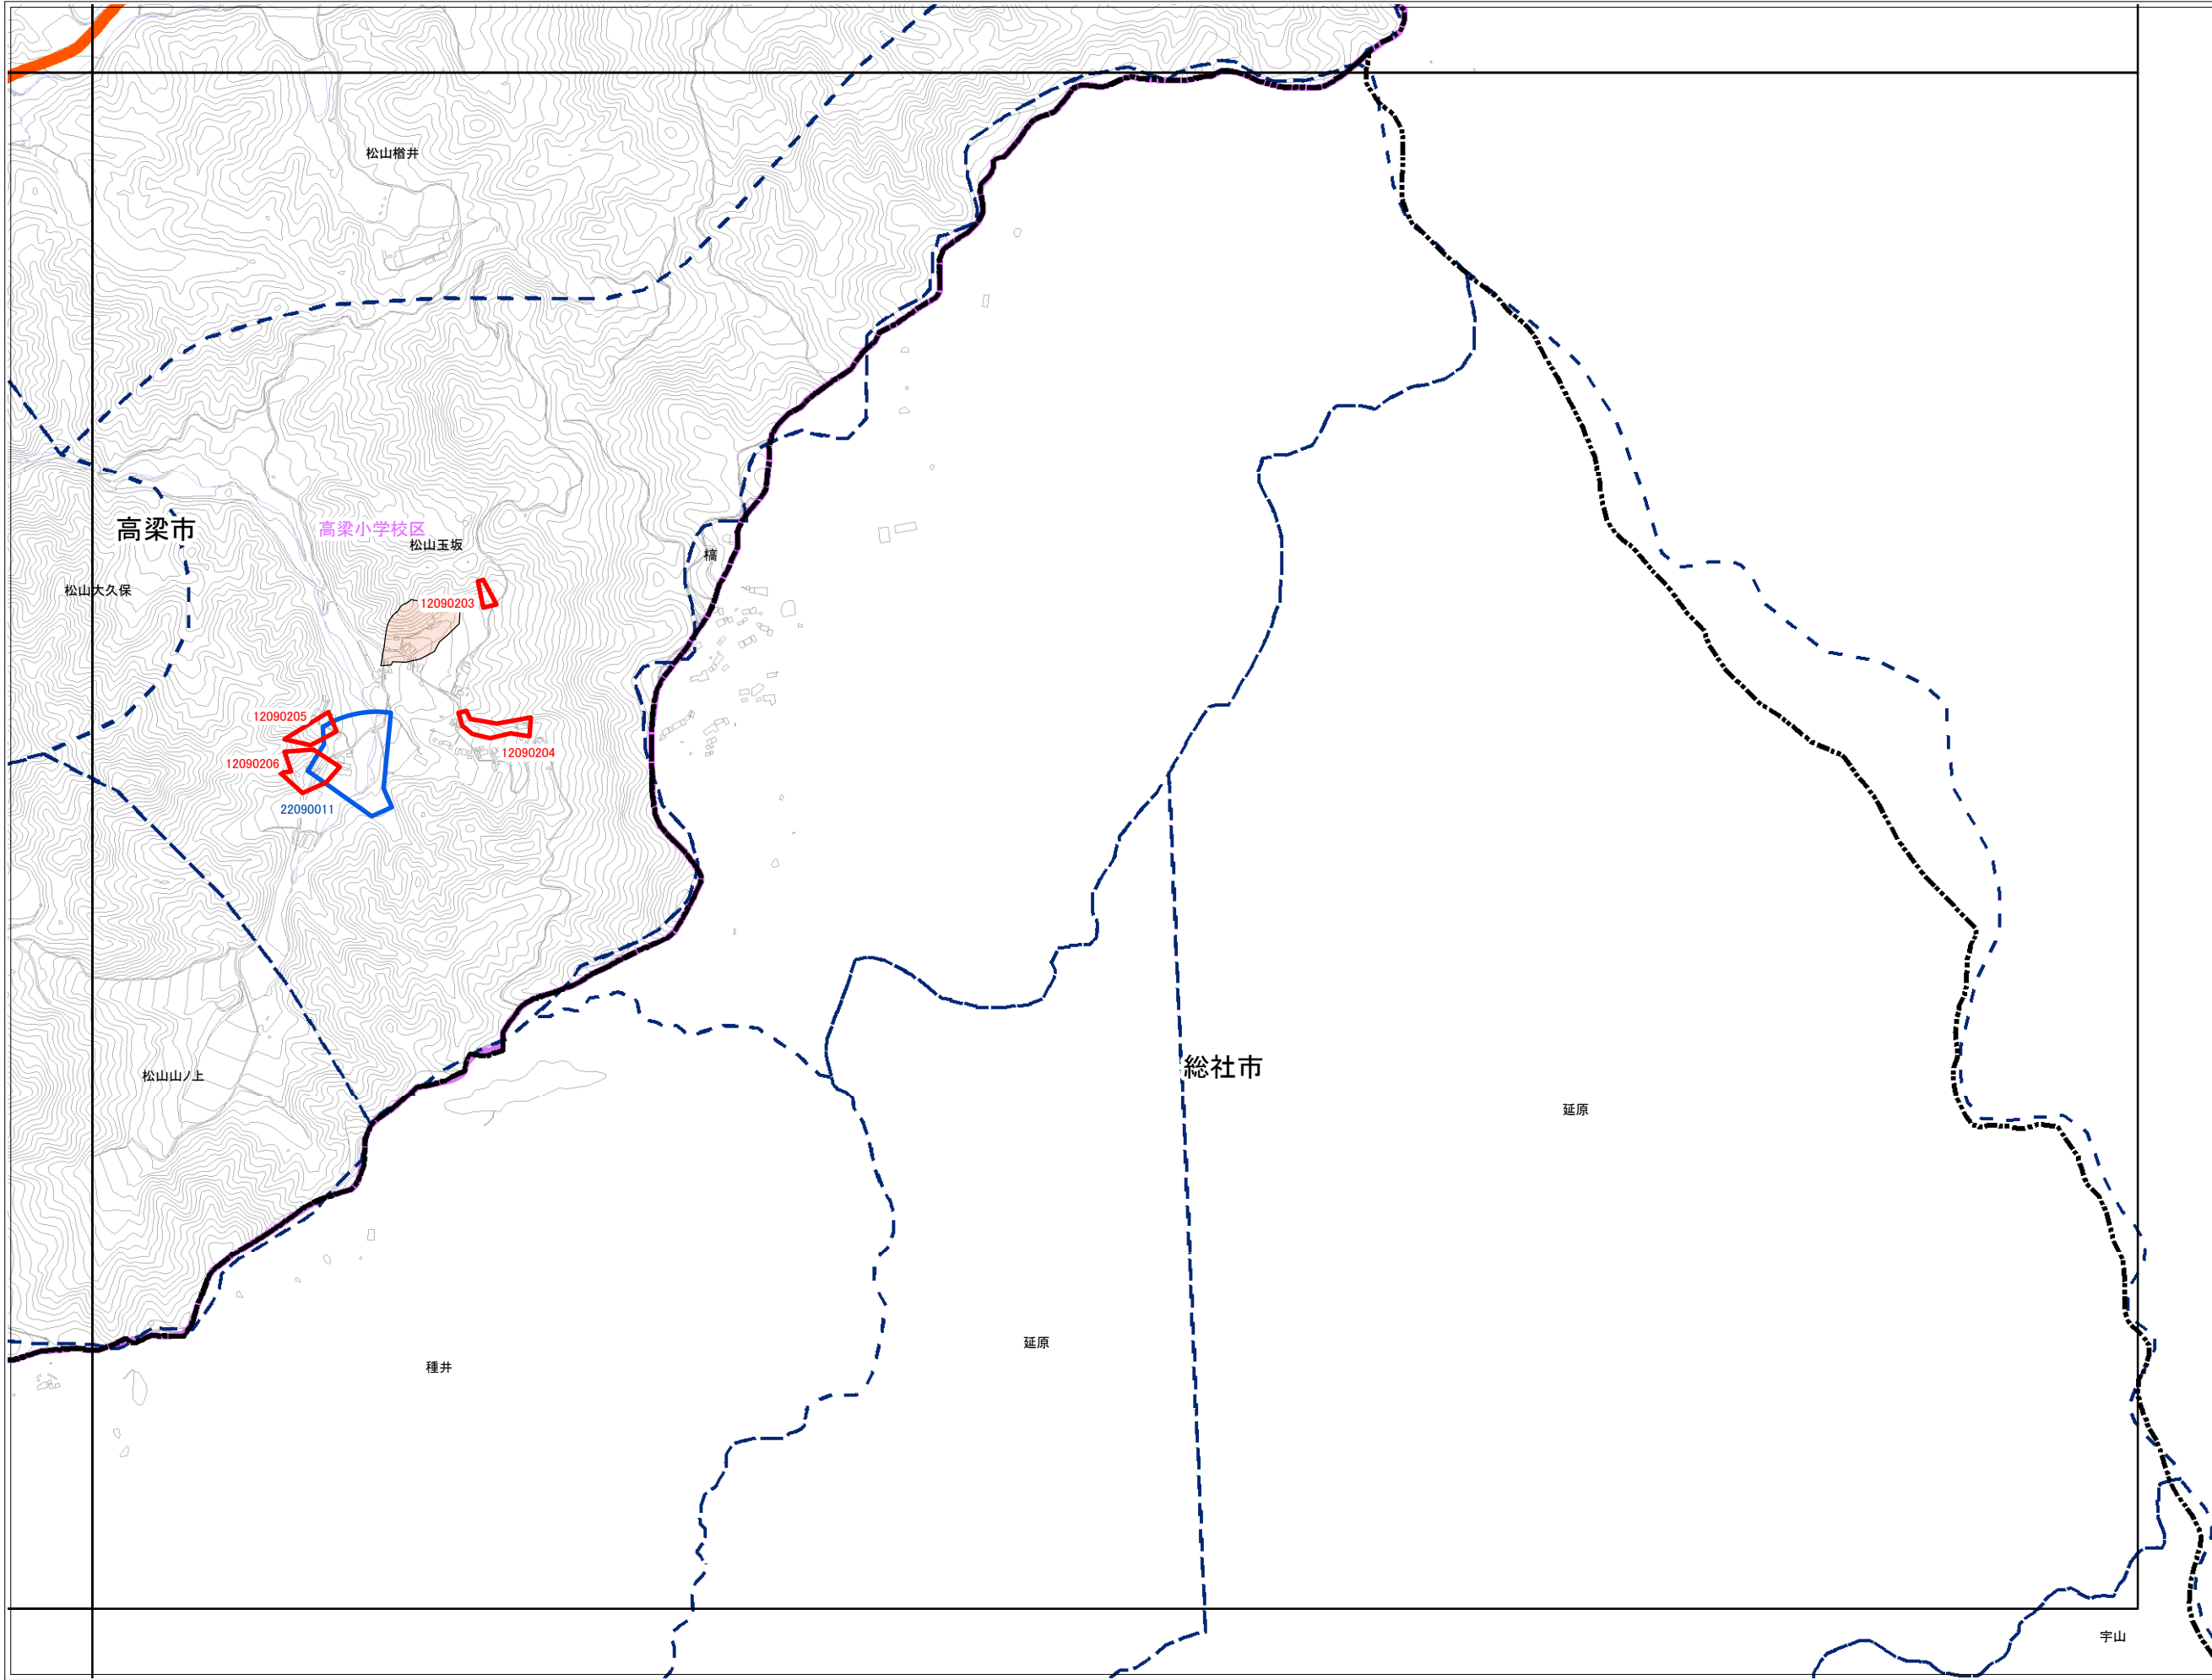 松山楢井
高梁市
高梁小学校区
松山玉坂
槁
松山大久保
12090203
12090205
12090204
12090206
22090011
総社市
松山山ノ上
延原
延原
種井
宇山